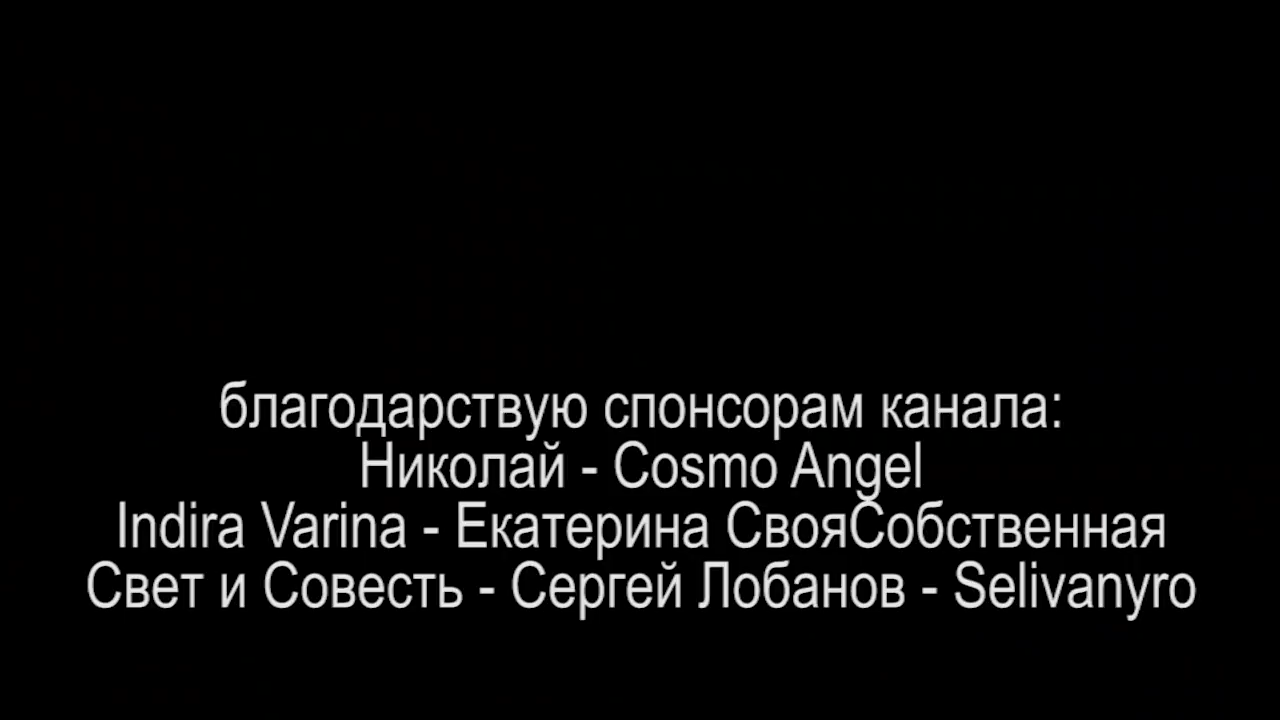 благодарствую спонсорам канала:
Николай - Cosmo Angel
Indira Varina - Екатерина СвояСобственная
Свет и Совесть - Сергей Лобанов - Selivanyro